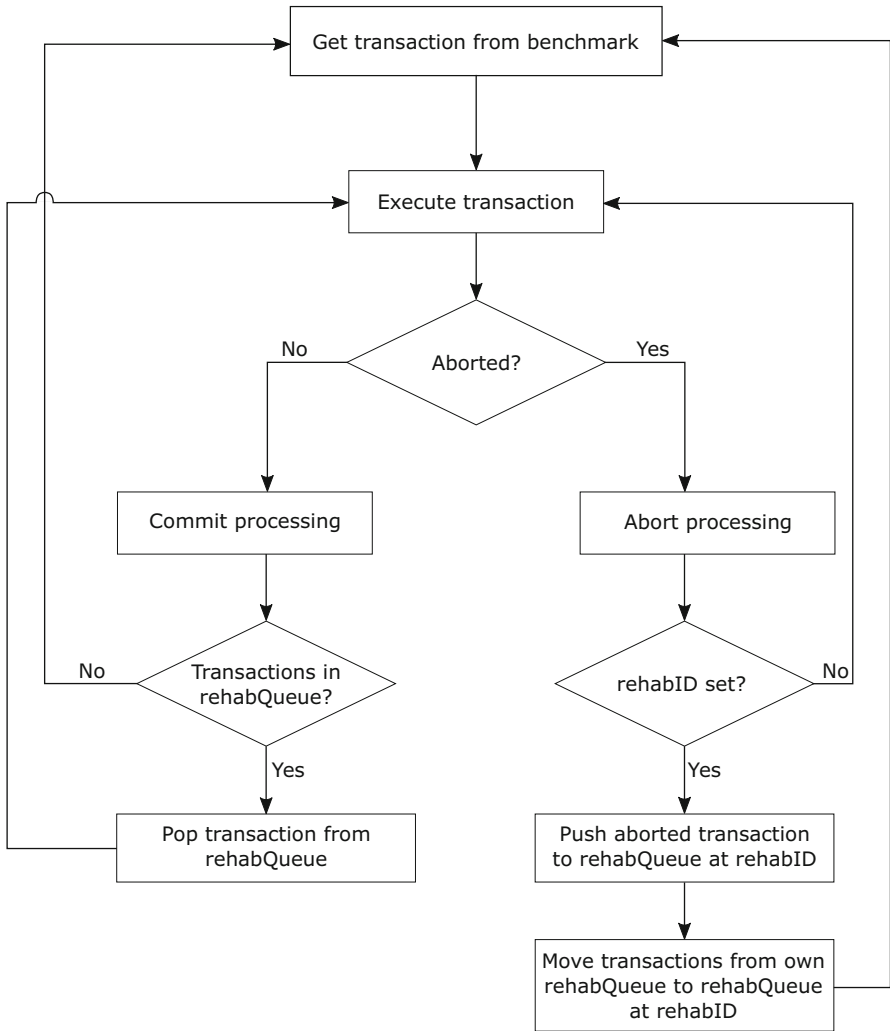 Get transaction from benchmark
Execute transaction
Aborted?
No
Yes
Commit processing
Abort processing
Transactions in
rehabQueue?
No
Yes
rehabID set?
No
Yes
Pop transaction from
rehabQueue
Push aborted transaction
to rehabQueue at rehabID
Move transactions from own
rehabQueue to rehabQueue
at rehabID